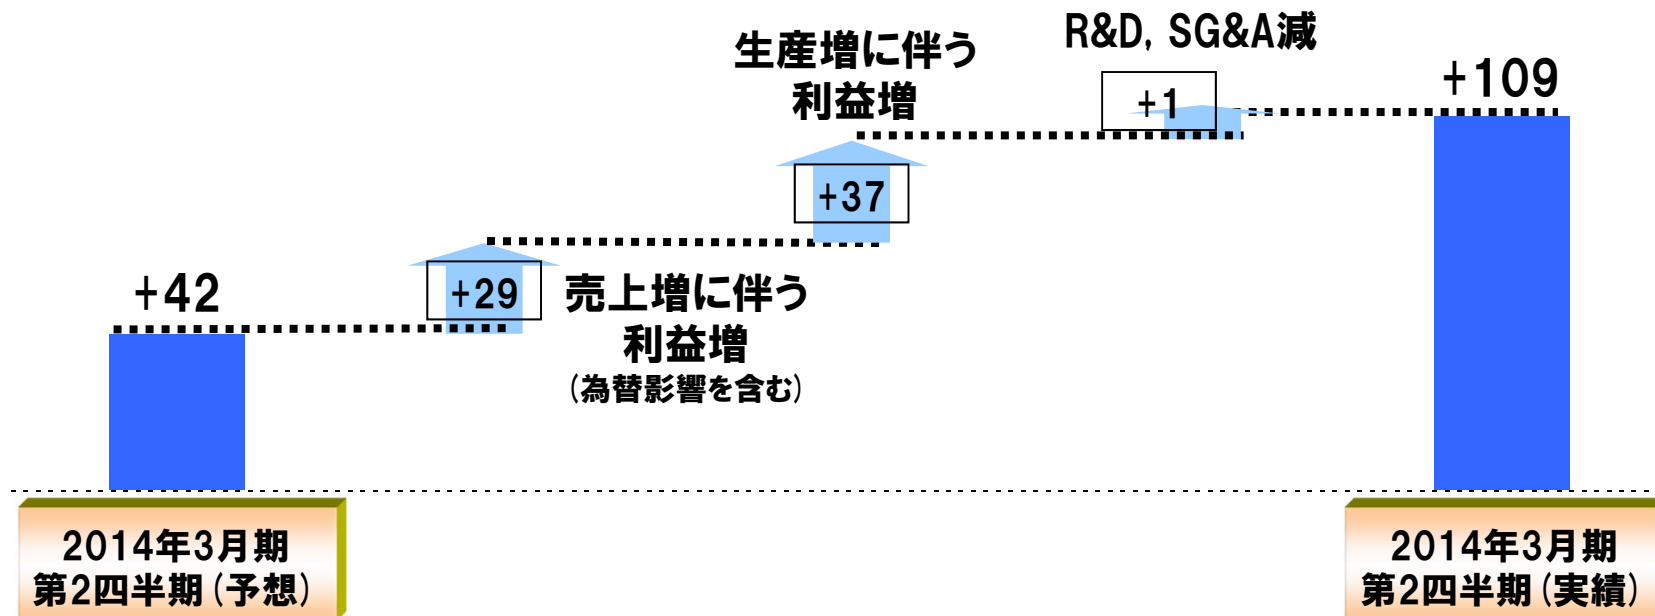 +42
+29
売上増に伴う
利益増
(為替影響を含む)
生産増に伴う
利益増
+37
R&D, SG&A減
+1
+109
2014年3月期
第2四半期(予想)
2014年3月期
第2四半期(実績)